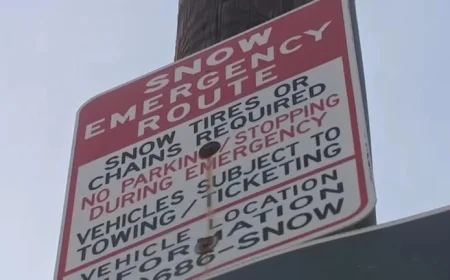 SNOW
EMERGENCY
ROUTE
SNOW TIRES OR
CHAINS REQUIRED
NO PARKING/STOPPING
DURING EMERGENCY
VEHICLES SUBJECT TO
TOWING/TICKETING
VEHICLE LOCATION
FORMATION
686-SNOW